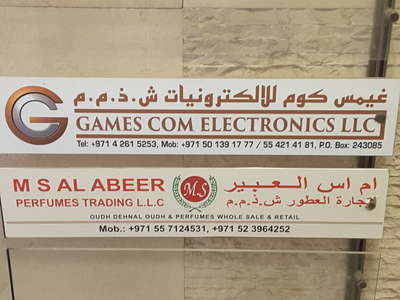 غيمس كوم للالكترونيات ش.ذ.م.م
GAMES COM ELECTRONICS LLC
Tel: +971 4 261 5253, Mob: +971 50 139 17 77 / 55 421 41 81, P.O. Box: 243085
M S AL ABEER
ام اس الـعـبـيـر
PERFUMES TRADING L.L.C
MS
لتجارة العطور ش.ذ.م.م
OUDH DEHNAL OUDH & PERFUMES WHOLE SALE & RETAIL
Mob.: +971 55 7124531, +971 52 3964252